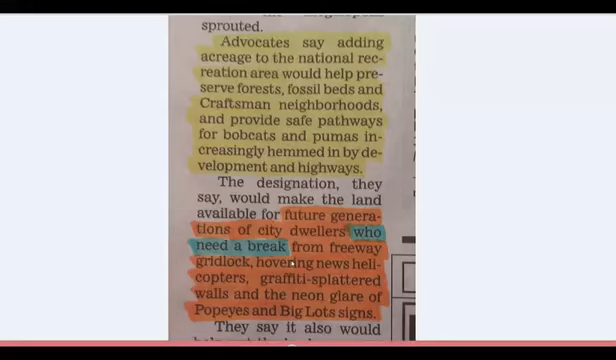 sprouted.
Advocates say adding
acreage to the national rec-
reation area would help pre-
serve forests, fossil beds and
Craftsman neighborhoods,
and provide safe pathways
for bobcats and pumas in-
creasingly hemmed in by de-
velopment and highways.
The designation, they
say, would make the land
available for future genera-
tions of city dwellers who
need a break from freeway
gridlock, hovering news heli-
copters, graffiti-splattered
walls and the neon glare of
Popeyes and Big Lots signs.
They say it also would